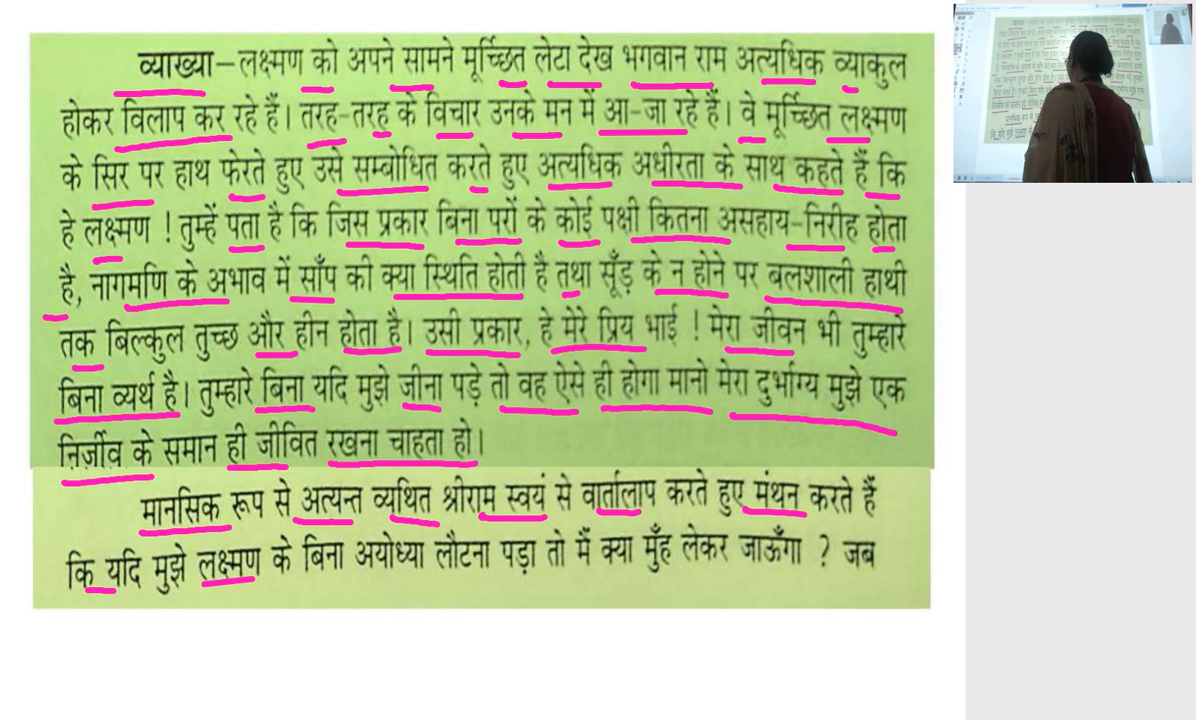 व्याख्या–लक्ष्मण को अपने सामने मूर्च्छित लेटा देख भगवान राम अत्यधिक व्याकुल
होकर विलाप कर रहे हैं। तरह-तरह के विचार उनके मन में आ-जा रहे हैं। वे मूर्च्छित लक्ष्मण
के सिर पर हाथ फेरते हुए उसे सम्बोधित करते हुए अत्यधिक अधीरता के साथ कहते हैं कि
हे लक्ष्मण ! तुम्हें पता है कि जिस प्रकार बिना परों के कोई पक्षी कितना असहाय-निरीह होता
है, नागमणि के अभाव में साँप की क्या स्थिति होती है तथा सूँड़ के न होने पर बलशाली हाथी
तक बिल्कुल तुच्छ और हीन होता है। उसी प्रकार, हे मेरे प्रिय भाई ! मेरा जीवन भी तुम्हारे
बिना व्यर्थ है। तुम्हारे बिना यदि मुझे जीना पड़े तो वह ऐसे ही होगा मानो मेरा दुर्भाग्य मुझे एक
निर्जीव के समान ही जीवित रखना चाहता हो।
मानसिक रूप से अत्यन्त व्यथित श्रीराम स्वयं से वार्तालाप करते हुए मंथन करते हैं
कि यदि मुझे लक्ष्मण के बिना अयोध्या लौटना पड़ा तो मैं क्या मुँह लेकर जाऊँगा ? जब